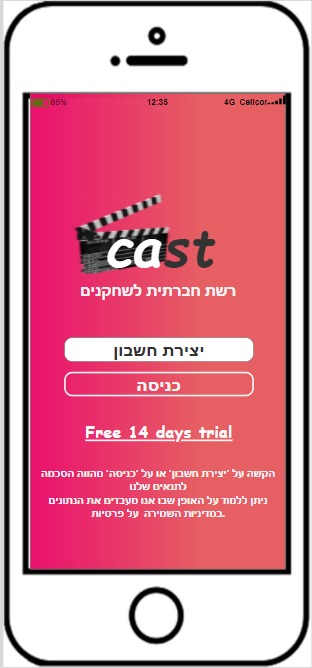 85% 12:35 4G Cellcor
cast
רשת חברתית לשחקנים
יצירת חשבון
כניסה
Free 14 days trial
הקשה על 'יצירת חשבון' או על 'כניסה' מהווה הסכמה
לתנאים שלנו
ניתן ללמוד על האופן שבו אנו מעבדים את הנתונים
במדיניות השמירה על פרטיות.